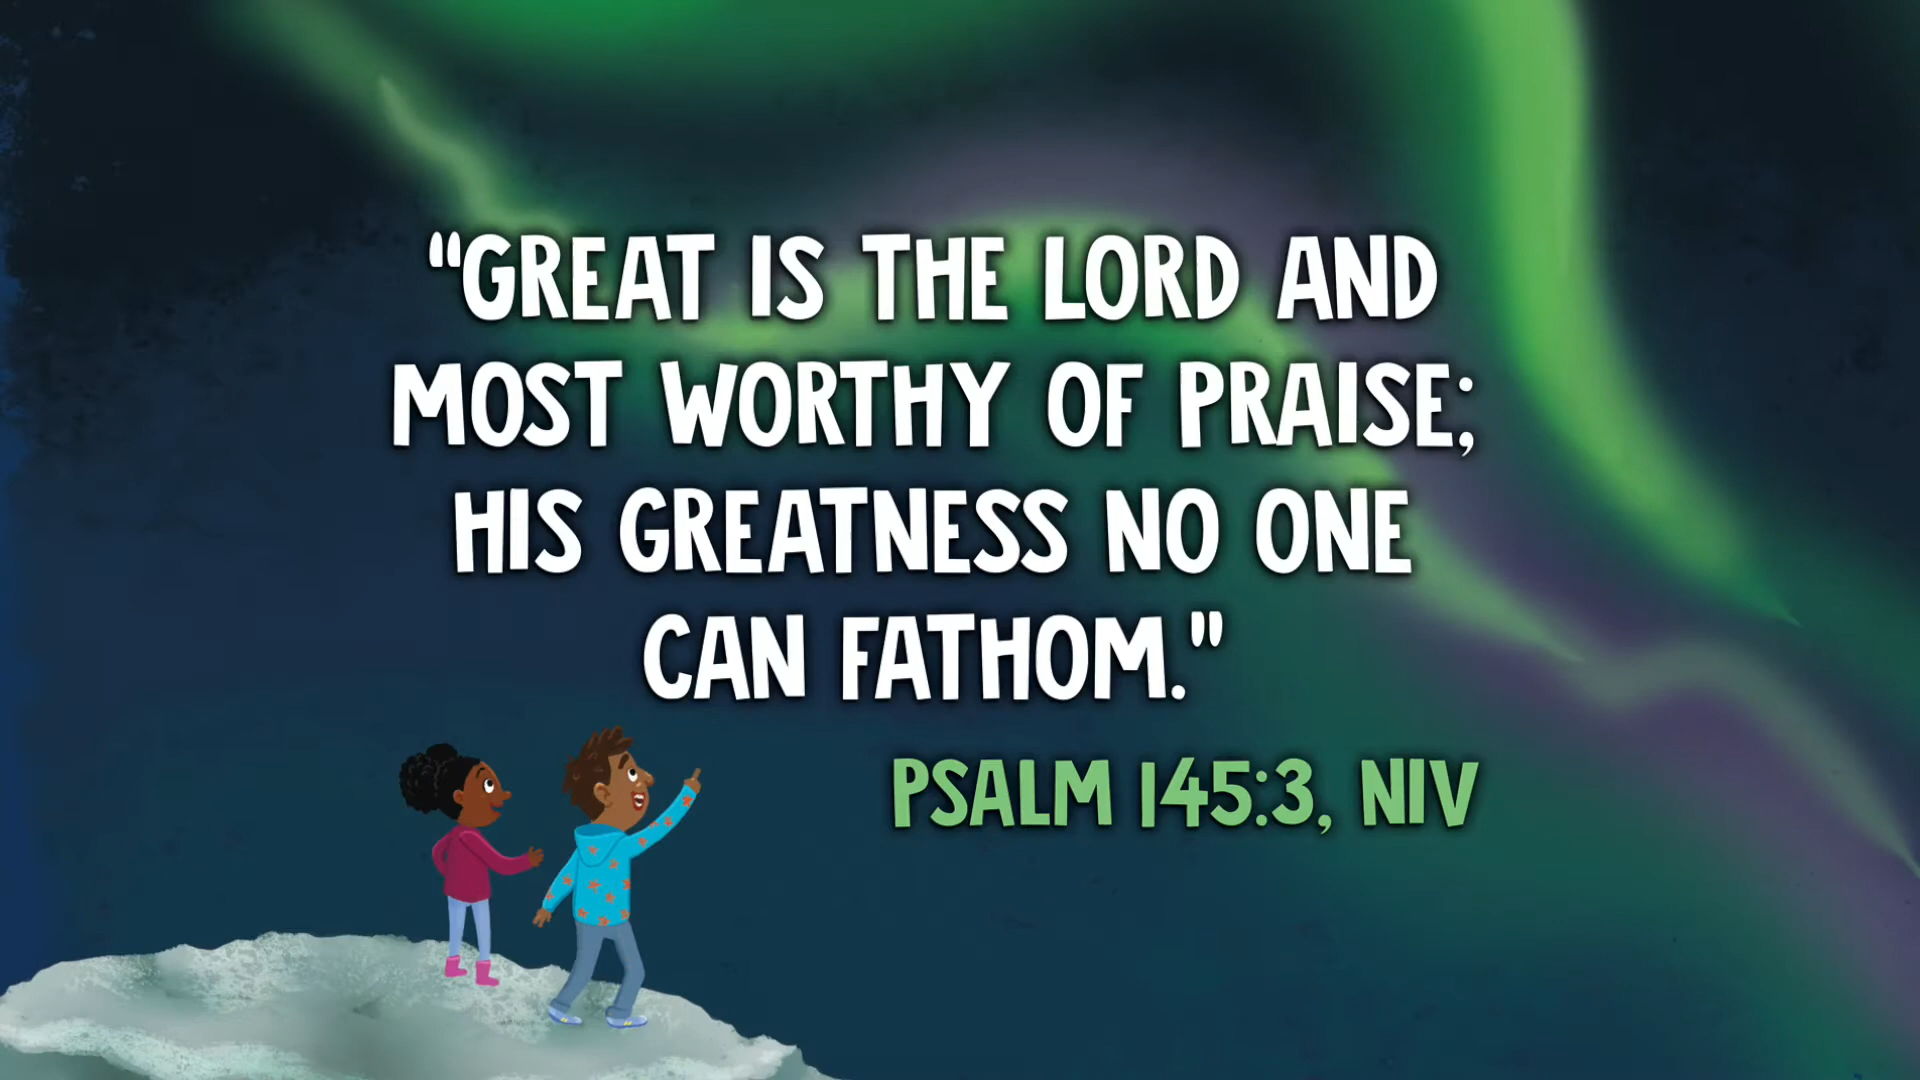 "GREAT IS THE LORD AND
MOST WORTHY OF PRAISE;
HIS GREATNESS NO ONE
CAN FATHOM."
PSALM 145:3, NIV